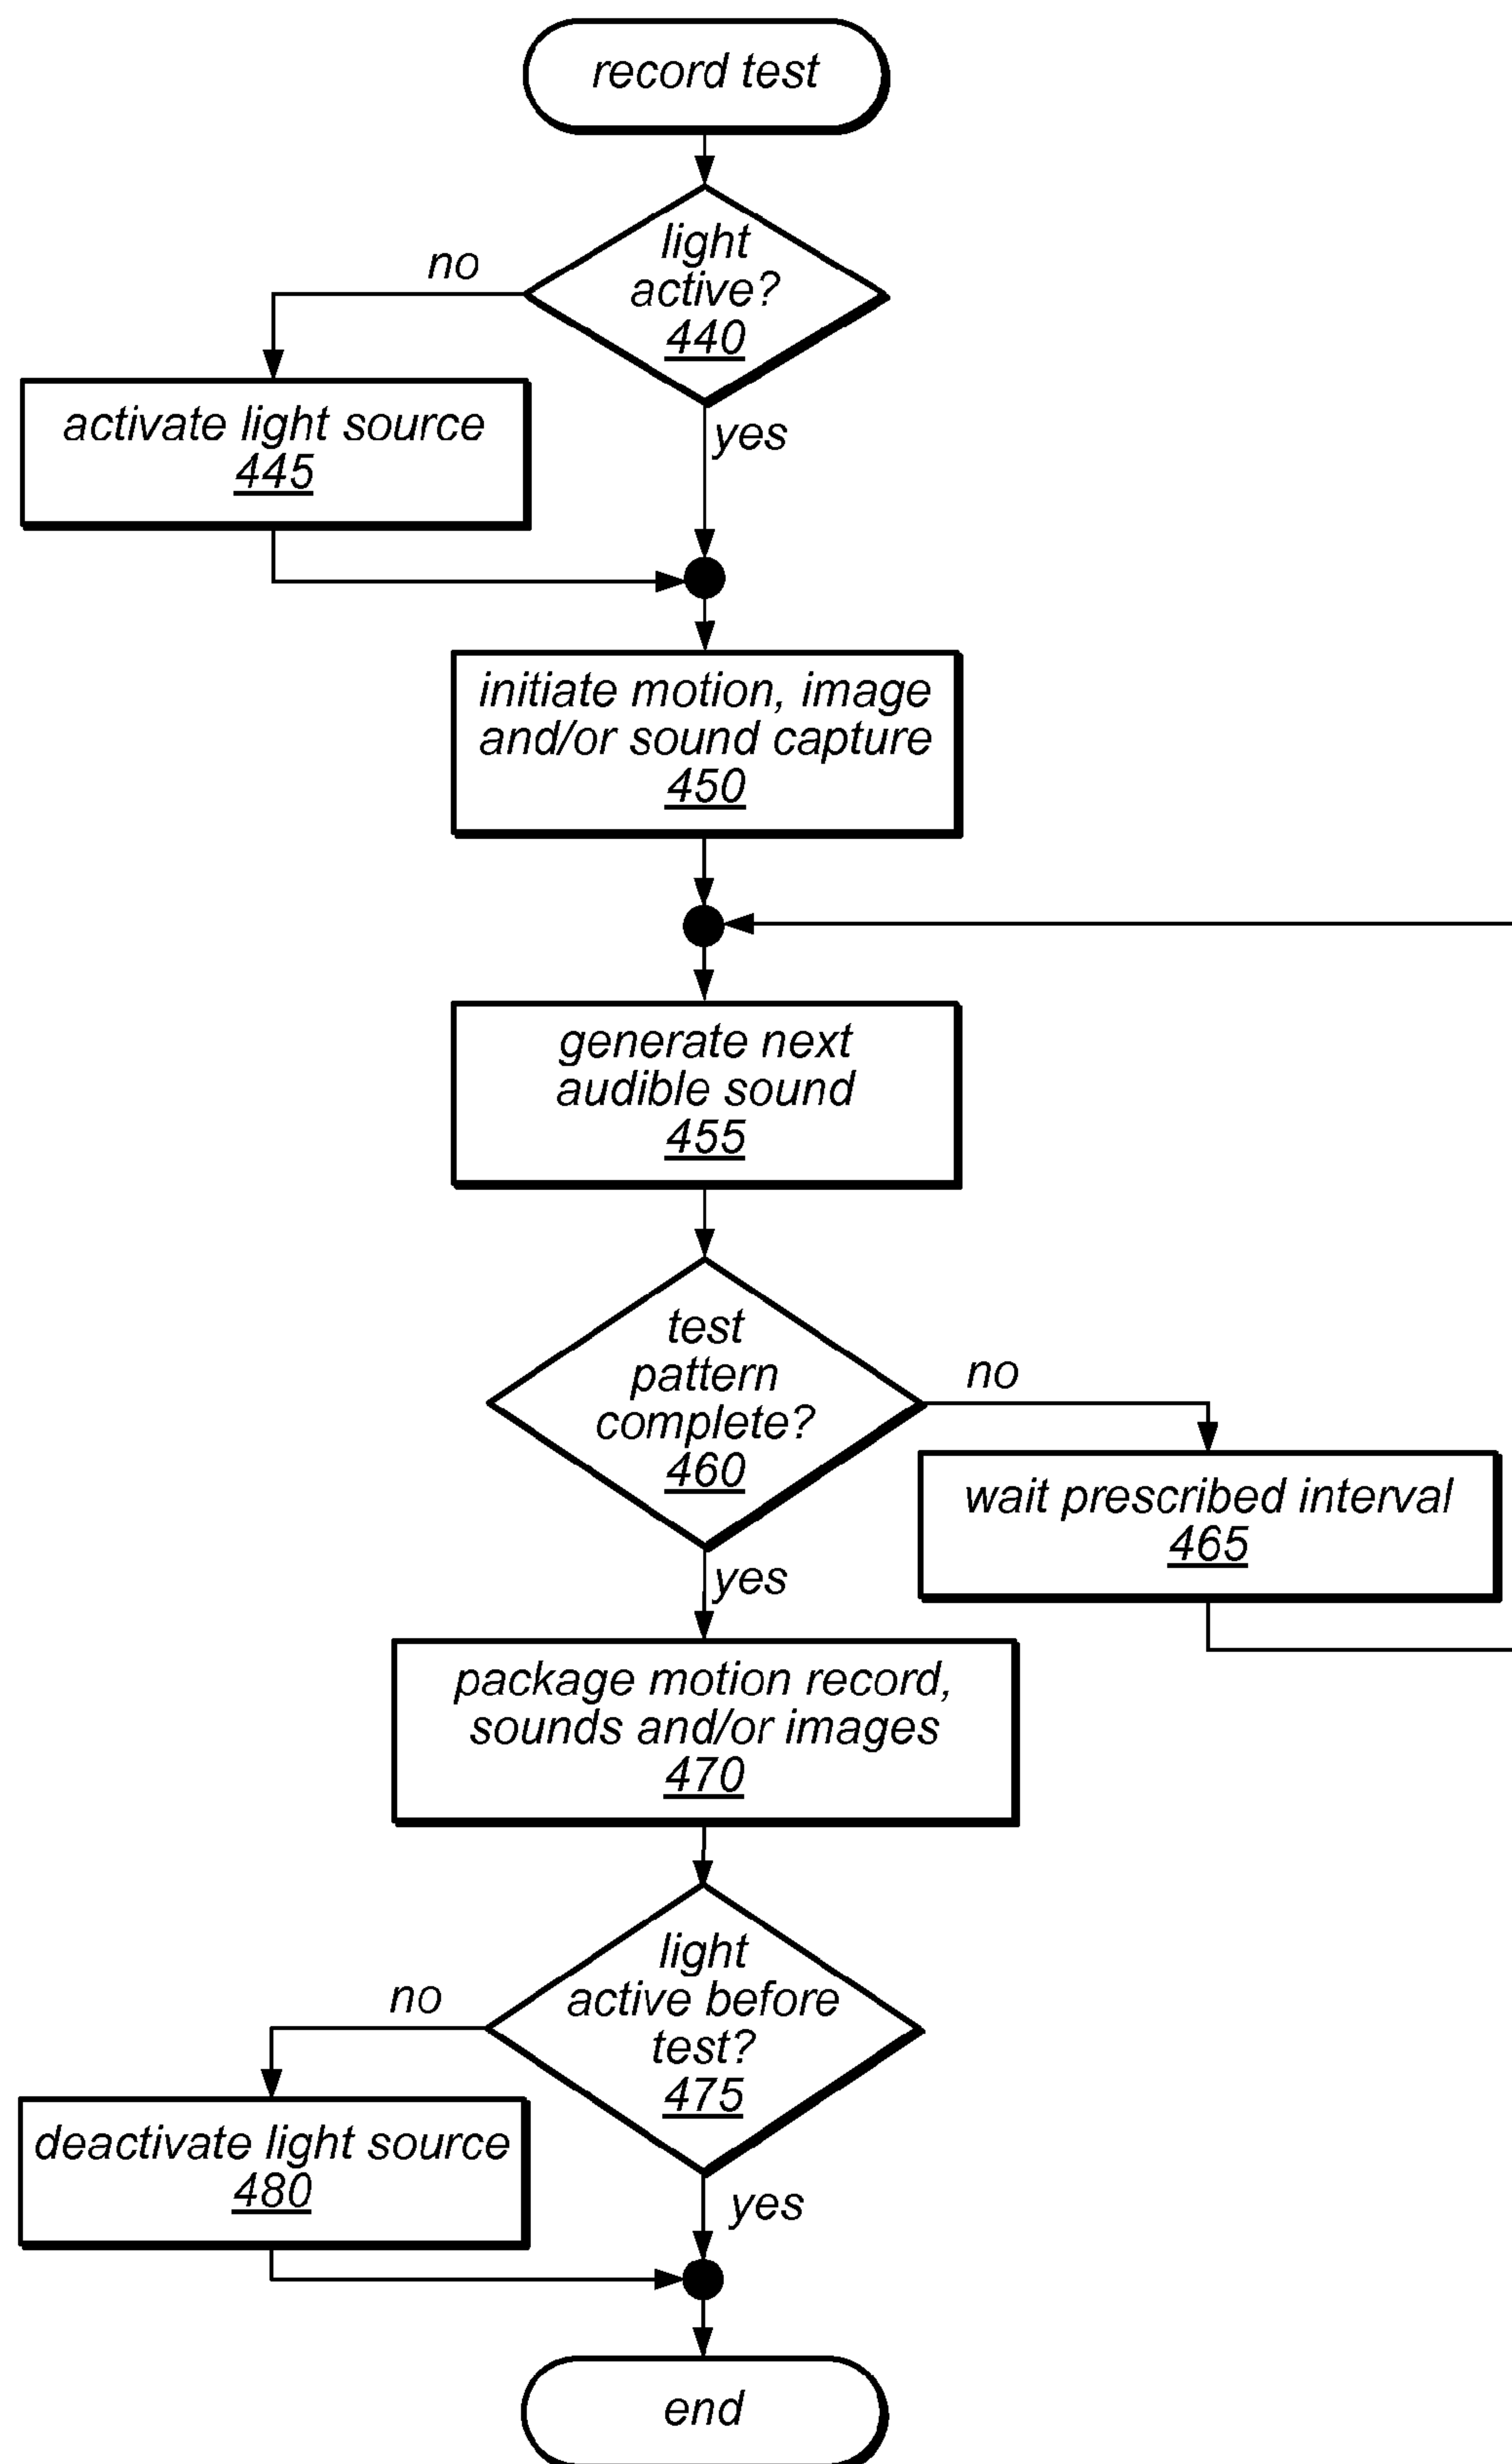 record test
light
active?
440
no
yes
activate light source
445
initiate motion, image
and/or sound capture
450
generate next
audible sound
455
test
pattern
complete?
460
no
wait prescribed interval
465
yes
package motion record,
sounds and/or images
470
light
active before
test?
475
no
deactivate light source
480
yes
end